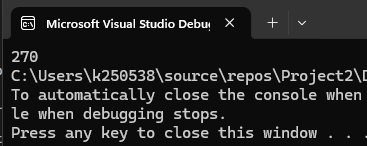 Microsoft Visual Studio Debu
270
C:\Users\k250538\source\repos\Project2\
To automatically close the console when
le when debugging stops.
Press any key to close this window . . .